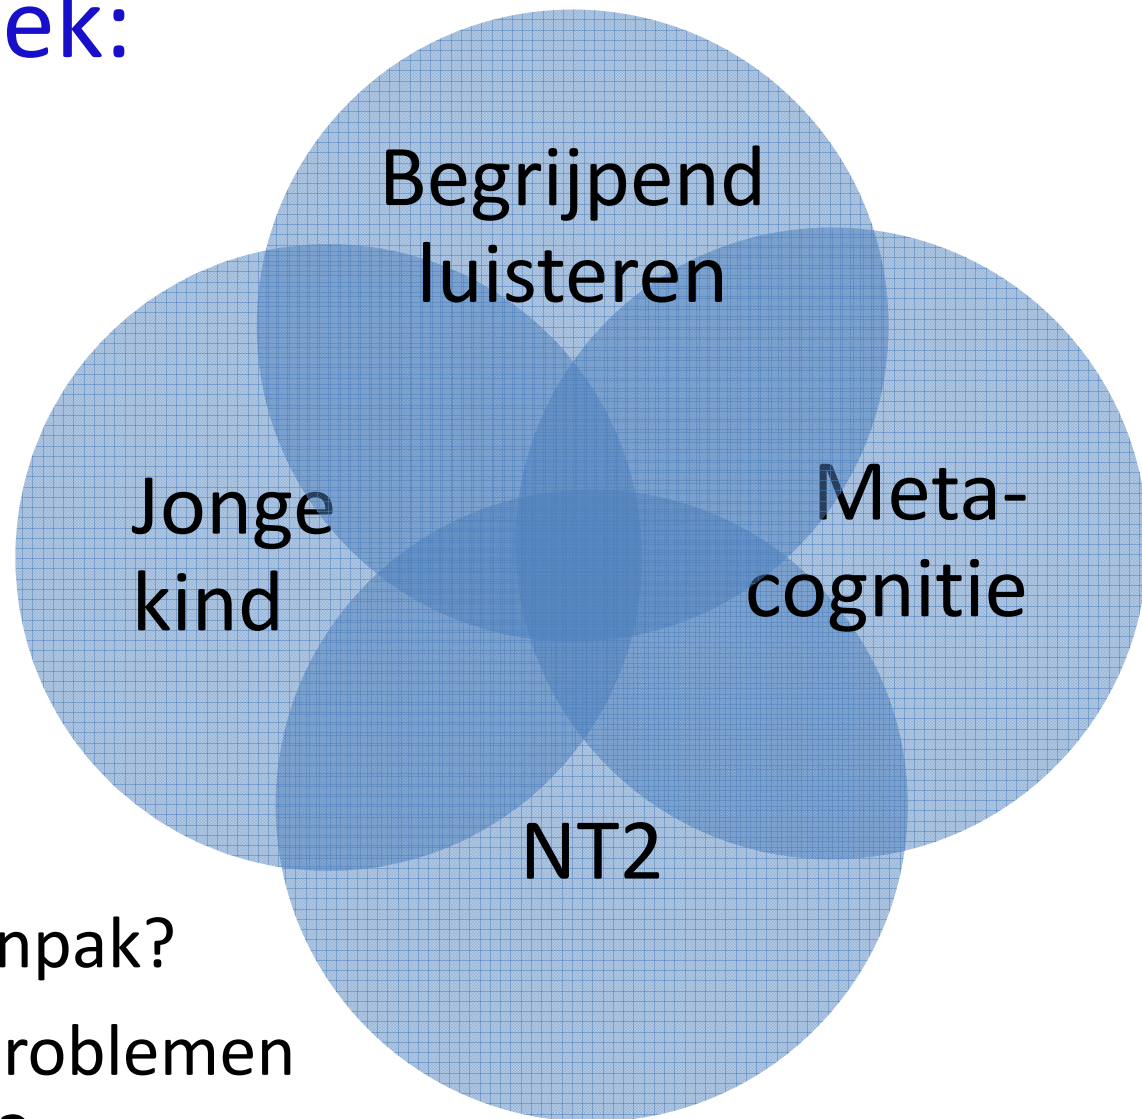 ek:
Begrijpend
luisteren
Jonge
kind
Meta-
cognitie
NT2
npak?
roblemen